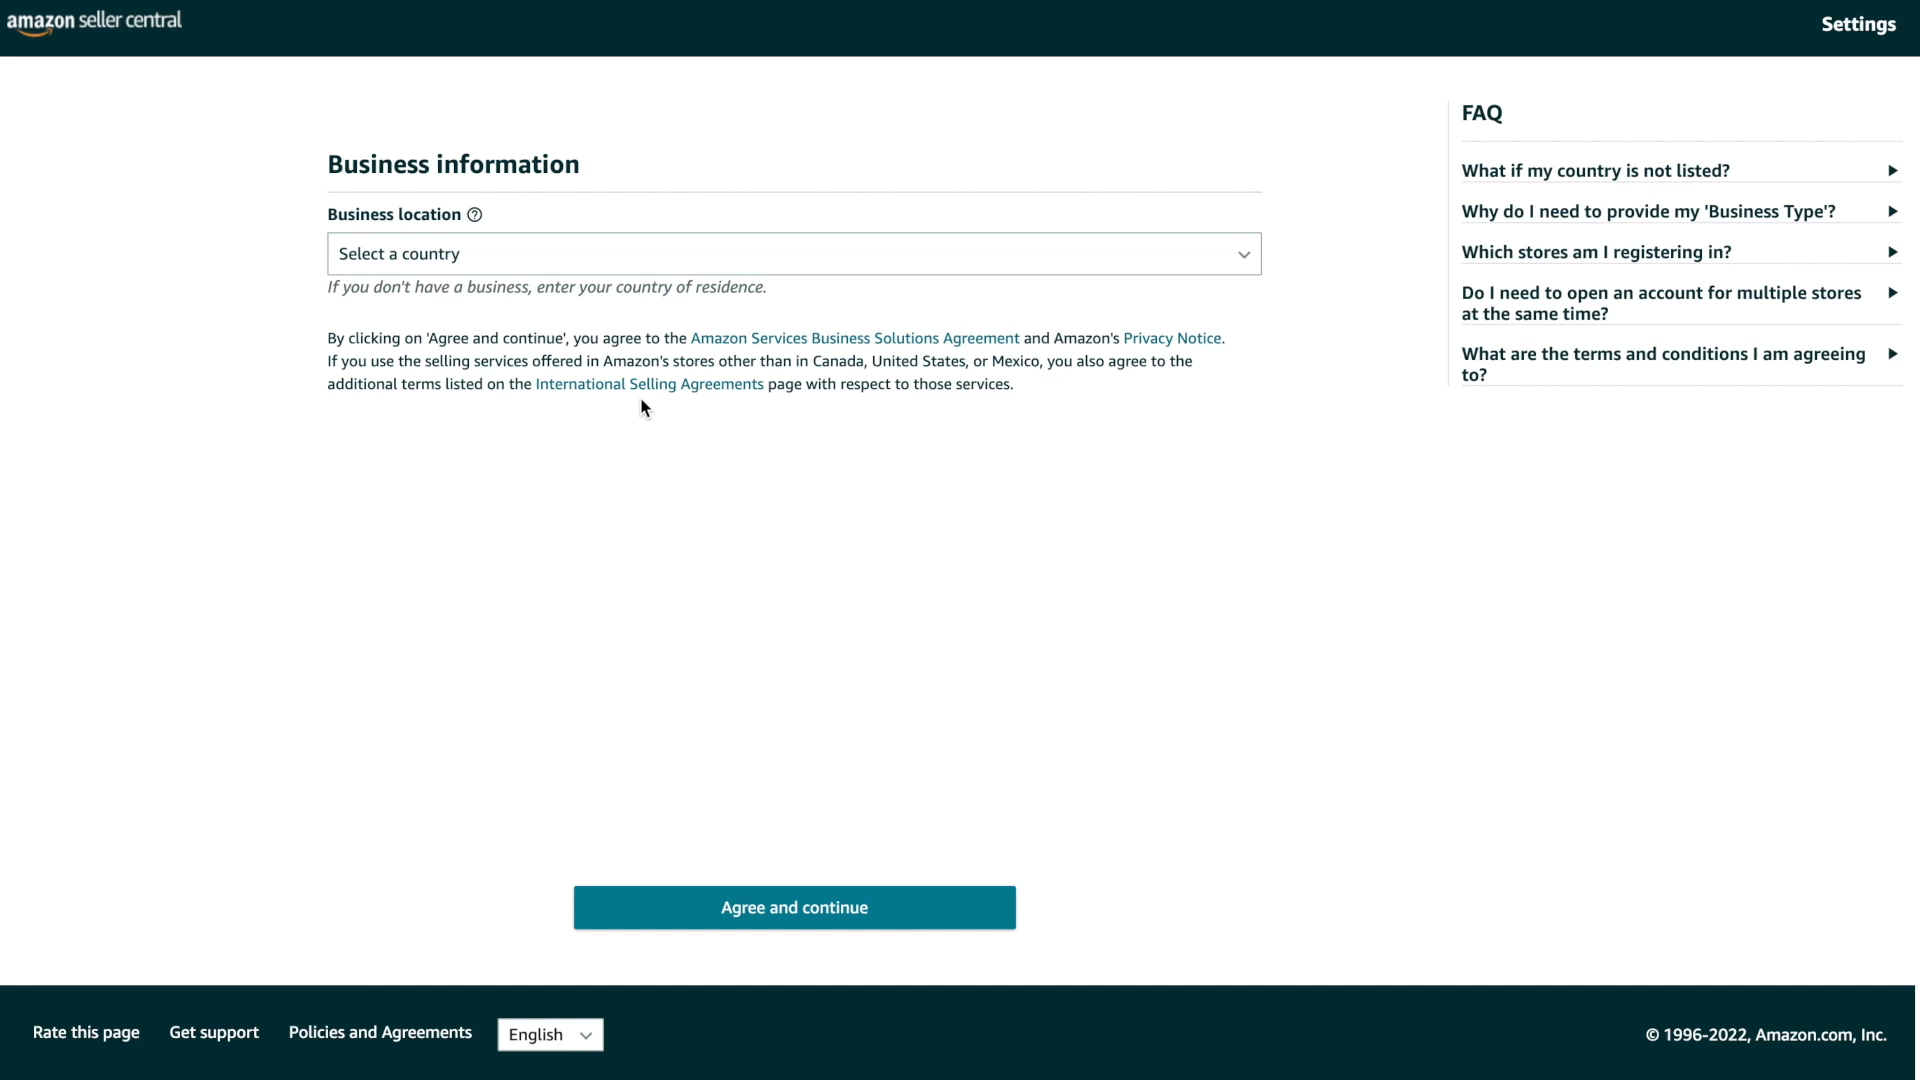 amazon seller central
Settings
Business information
Business location ?
Select a country
If you don't have a business, enter your country of residence.
By clicking on 'Agree and continue', you agree to the Amazon Services Business Solutions Agreement and Amazon's Privacy Notice.
If you use the selling services offered in Amazon's stores other than in Canada, United States, or Mexico, you also agree to the
additional terms listed on the International Selling Agreements page with respect to those services.
Agree and continue
FAQ
What if my country is not listed?
Why do I need to provide my 'Business Type'?
Which stores am I registering in?
Do I need to open an account for multiple stores
at the same time?
What are the terms and conditions I am agreeing
to?
Rate this page
Get support
Policies and Agreements
English
© 1996-2022, Amazon.com, Inc.